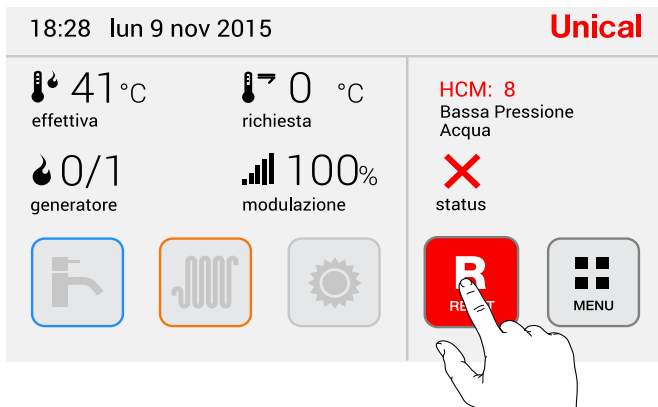 18:28 lun 9 nov 2015
Unical
41 °C
effettiva
0 °C
richiesta
HCM: 8
Bassa Pressione
Acqua
0/1
generatore
100%
modulazione
status
R
MENU